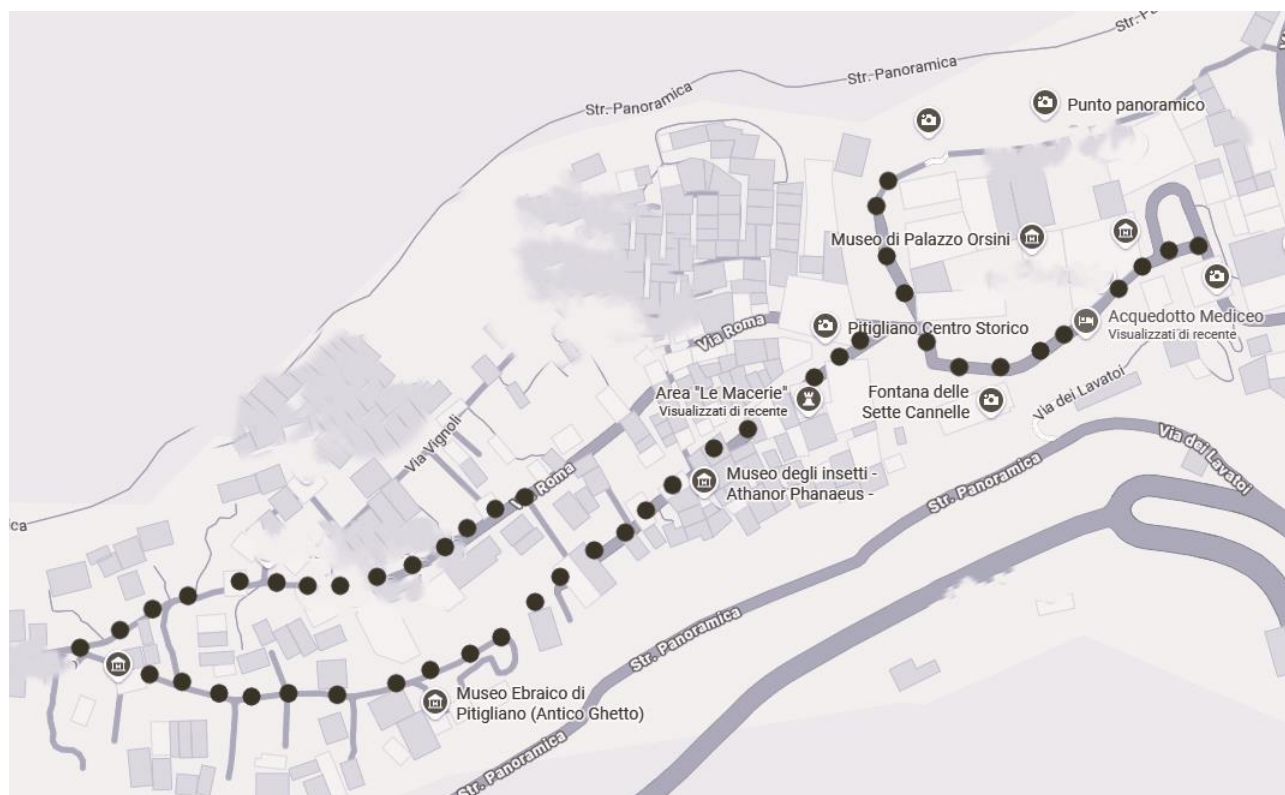 Str. Panoramica
Str. Panoramica
Str. Panoramica
Punto panoramico
Museo di Palazzo Orsini
Pitigliano Centro Storico
Acquedotto Mediceo
Visualizzati di recente
Via Roma
Area "Le Macerie"
Visualizzati di recente
Fontana delle
Sette Cannelle
Via dei Lavatoi
Via dei Lavatoi
Via Vignoli
Via Roma
Museo degli insetti -
Athanor Phanaeus -
Str. Panoramica
ica
Str. Panoramica
Museo Ebraico di
Pitigliano (Antico Ghetto)
Str. Panoramica